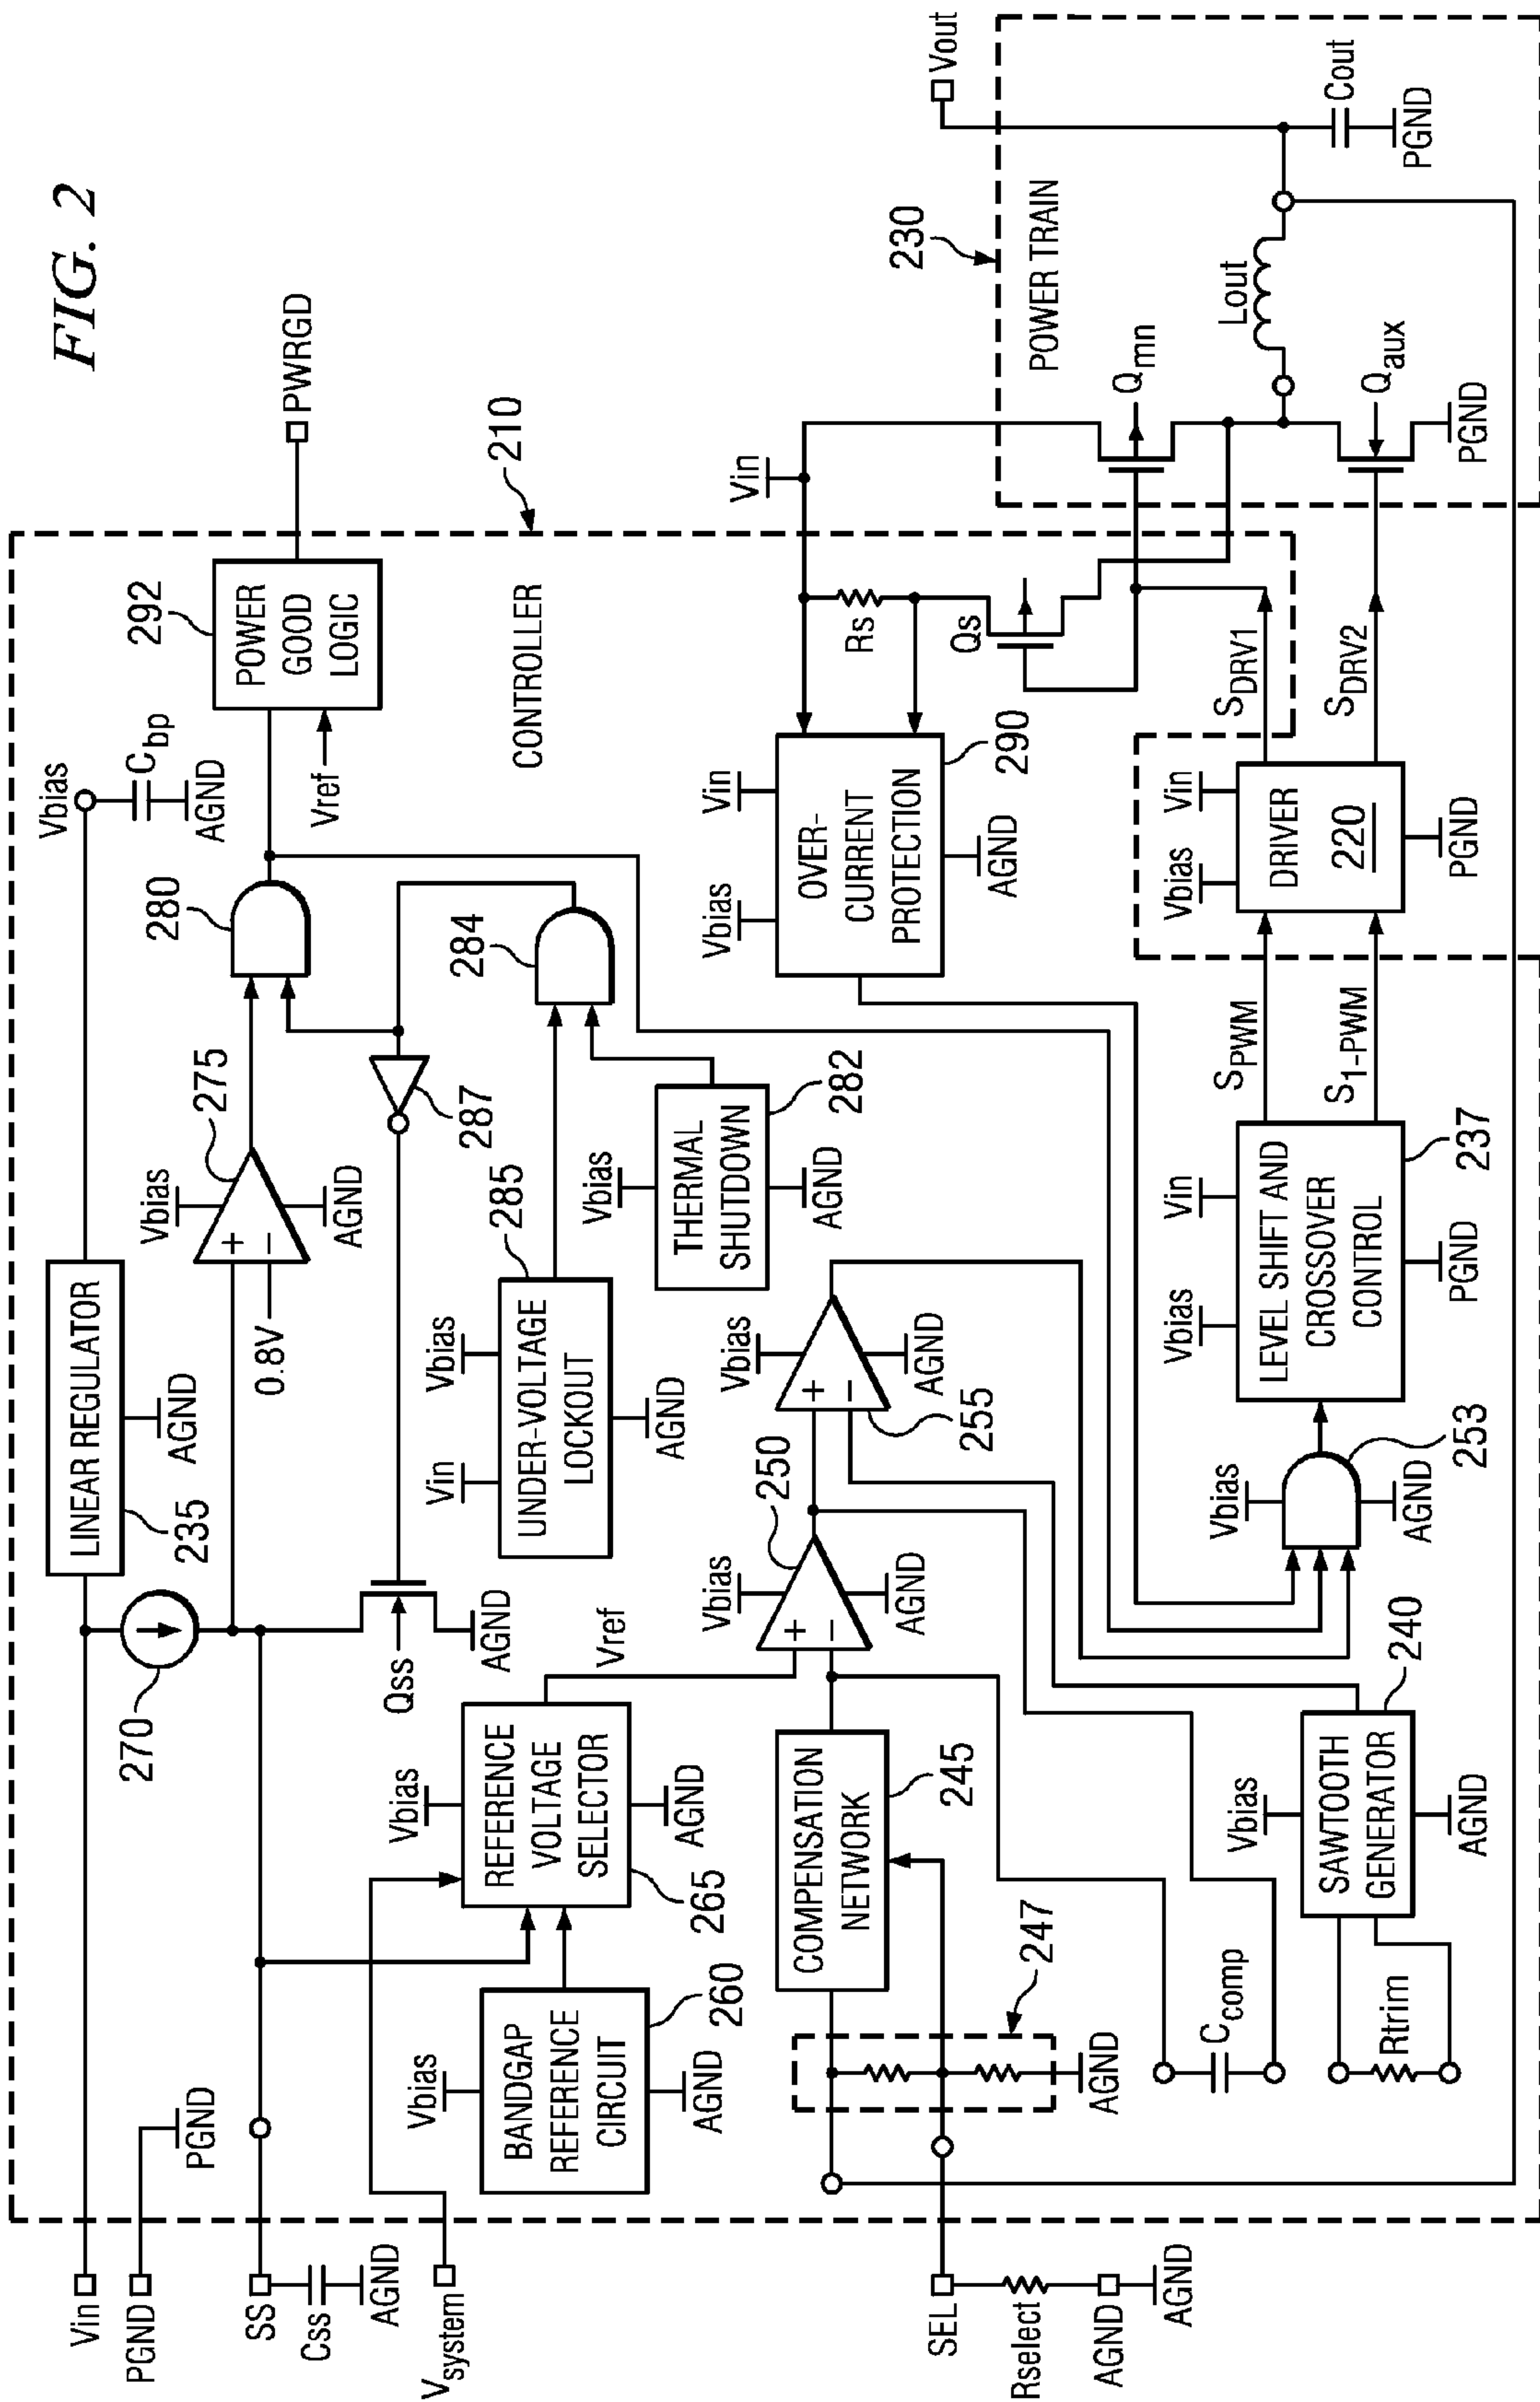 FIG. 2
Vin
PGND
PGND
SS
Css
AGND
Vsystem
270
LINEAR REGULATOR
235
AGND
Vbias
Cbp
AGND
275
Vbias
AGND
+
−
0.8V
280
292
POWER
GOOD
LOGIC
Vref
PWRGD
210
CONTROLLER
Qss
AGND
287
284
285
Vin
Vbias
UNDER-VOLTAGE
LOCKOUT
AGND
Vbias
THERMAL
SHUTDOWN
282
AGND
Vbias
BANDGAP
REFERENCE
CIRCUIT
260
AGND
Vbias
REFERENCE
VOLTAGE
SELECTOR
265
AGND
Vref
250
Vbias
+
−
AGND
Vbias
+
−
AGND
255
COMPENSATION
NETWORK
245
247
AGND
SEL
Rselect
AGND
AGND
Ccomp
Rtrim
Vbias
SAWTOOTH
GENERATOR
240
AGND
Vbias
AGND
253
Vbias
Vin
LEVEL SHIFT AND
CROSSOVER
CONTROL
237
PGND
SPWM
S1-PWM
Vbias
Vin
DRIVER
220
PGND
SDRV1
SDRV2
Vbias
Vin
OVER-
CURRENT
PROTECTION
290
AGND
Rs
Qs
Vin
230
POWER TRAIN
Qmn
Qaux
PGND
Lout
Vout
Cout
PGND